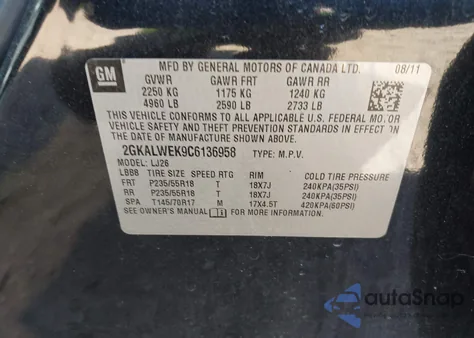 GM
MFD BY GENERAL MOTORS OF CANADA LTD. 08/11
GVWR GAWR FRT GAWR RR
2250 KG 1175 KG 1240 KG
4960 LB 2590 LB 2733 LB
THIS VEHICLE CONFORMS TO ALL APPLICABLE
U.S. FEDERAL MOTOR VEHICLE SAFETY
AND THEFT PREVENTION STANDARDS IN EFFECT ON THE DATE
OF MANUFACTURE SHOWN ABOVE.
2GKALWEK9C6136958 TYPE: M.P.V.
MODEL: LJ26
LBB8 TIRE SIZE SPEED RTG RIM COLD TIRE PRESSURE
FRT P235/55R18 T 18X7J 240KPA(35PSI)
RR P235/55R18 T 18X7J 240KPA(35PSI)
SPA T145/70R17 M 17X4.5T 420KPA(60PSI)
SEE OWNER'S MANUAL i FOR MORE INFORMATION.
autoSnap